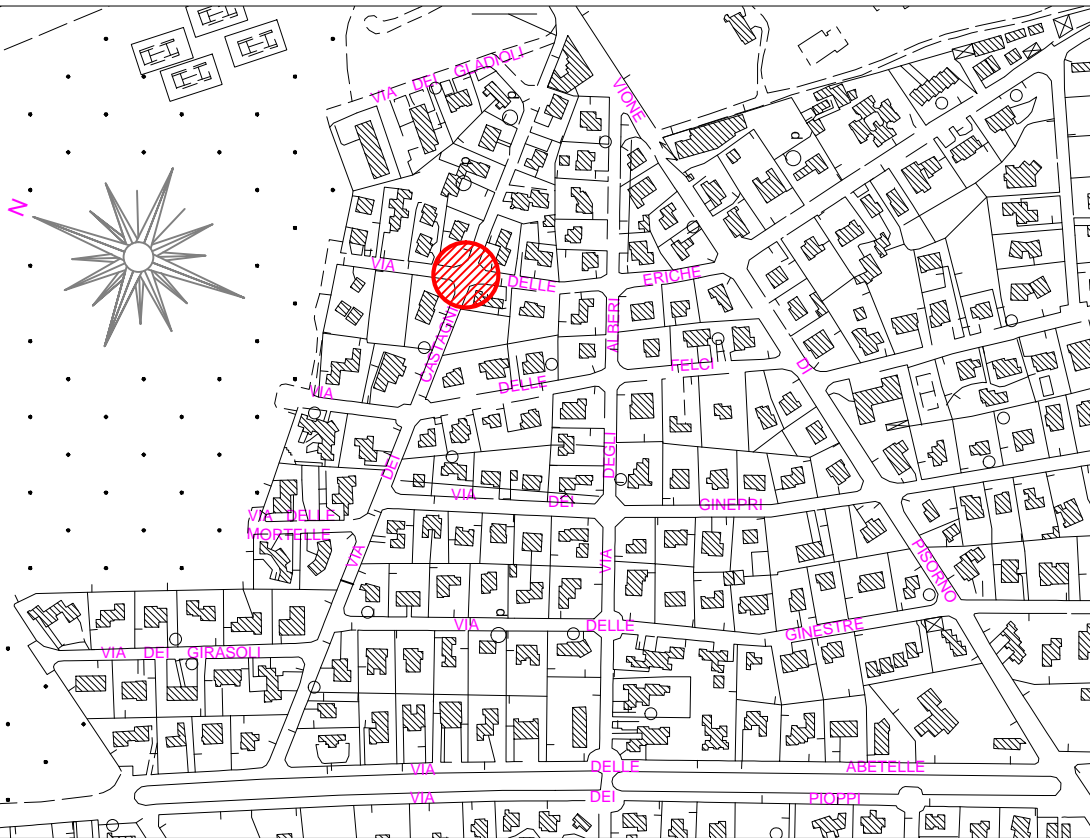 VIA DEI GLADIOLI
VIONE
N
VIA DELLE ERICHE
CASTAGNI
ALBERI
DI
VIA DELLE FELCI
DEI
DEGLI
VIA DEI GINEPRI
VIA DELLE
MORTELLE
VIA
VIA
PISORNO
VIA DELLE GINESTRE
VIA DEI GIRASOLI
VIA DELLE ABETELLE
VIA DEI PIOPPI